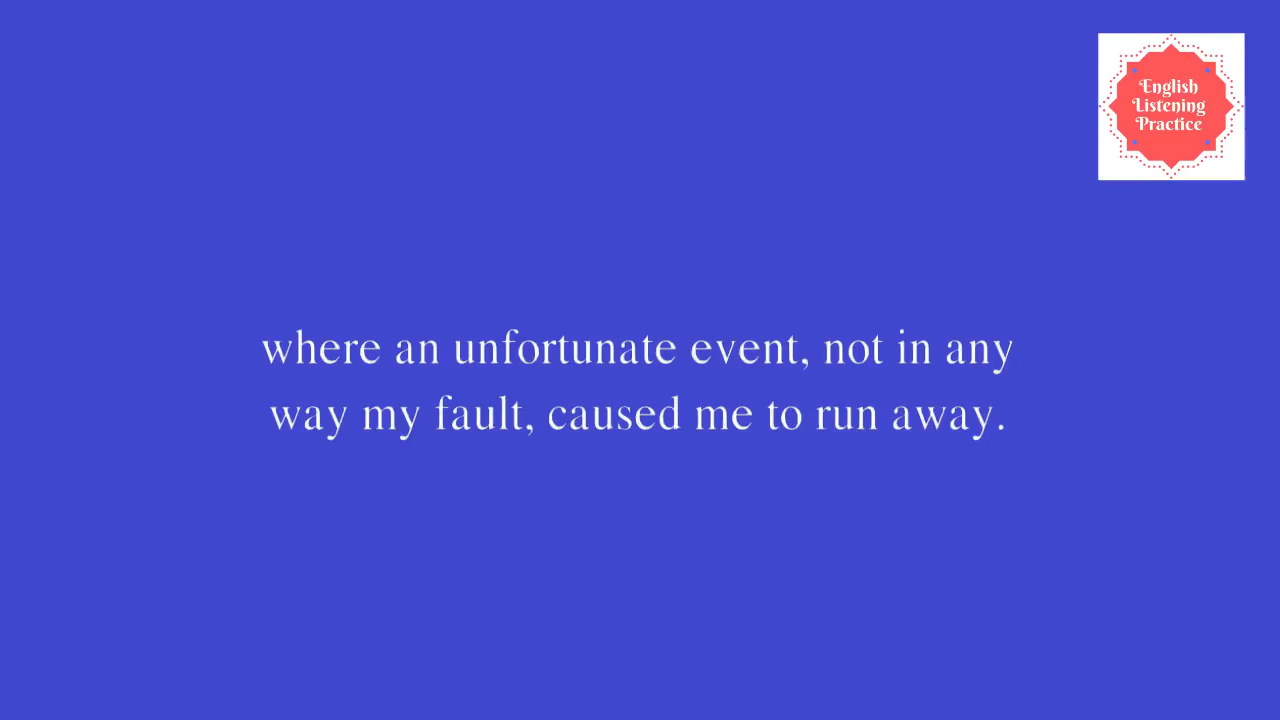 English
Listening
Practice
where an unfortunate event, not in any
way my fault, caused me to run away.